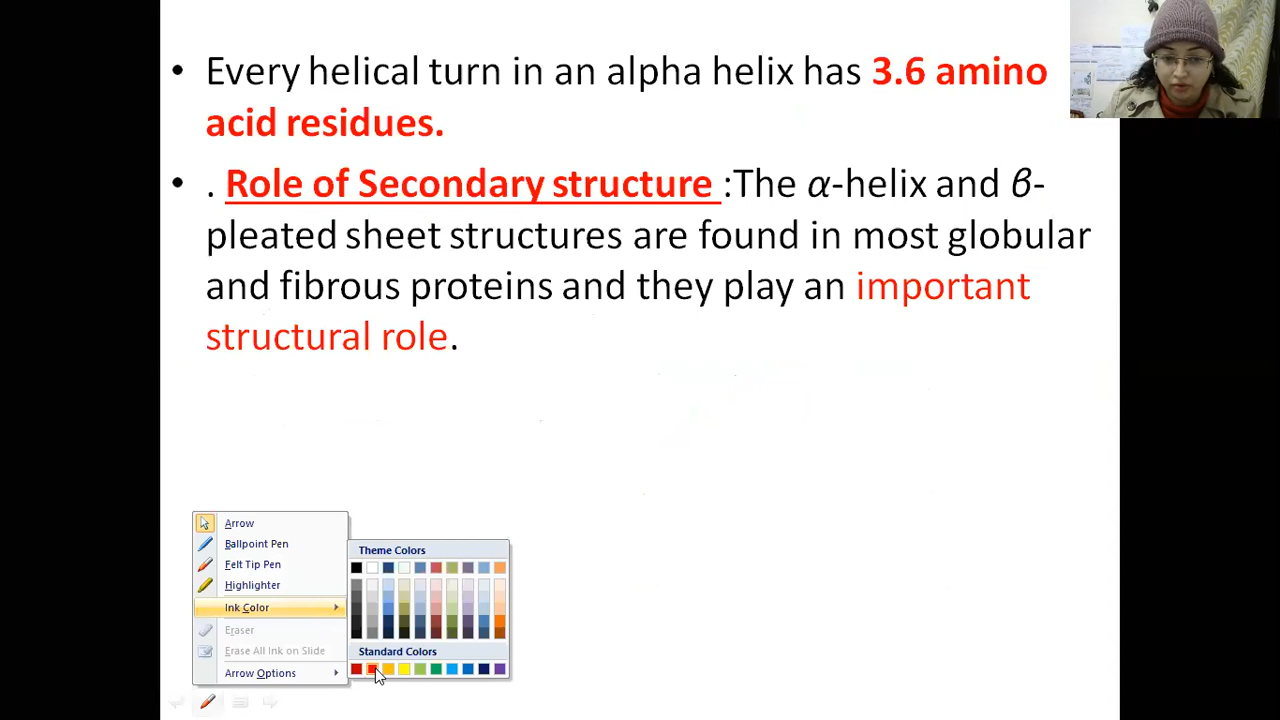 • Every helical turn in an alpha helix has 3.6 amino
acid residues.
• . Role of Secondary structure :The α-helix and β-
pleated sheet structures are found in most globular
and fibrous proteins and they play an important
structural role.
Arrow
Ballpoint Pen
Felt Tip Pen
Highlighter
Ink Color
Eraser
Erase All Ink on Slide
Arrow Options
Theme Colors
Standard Colors